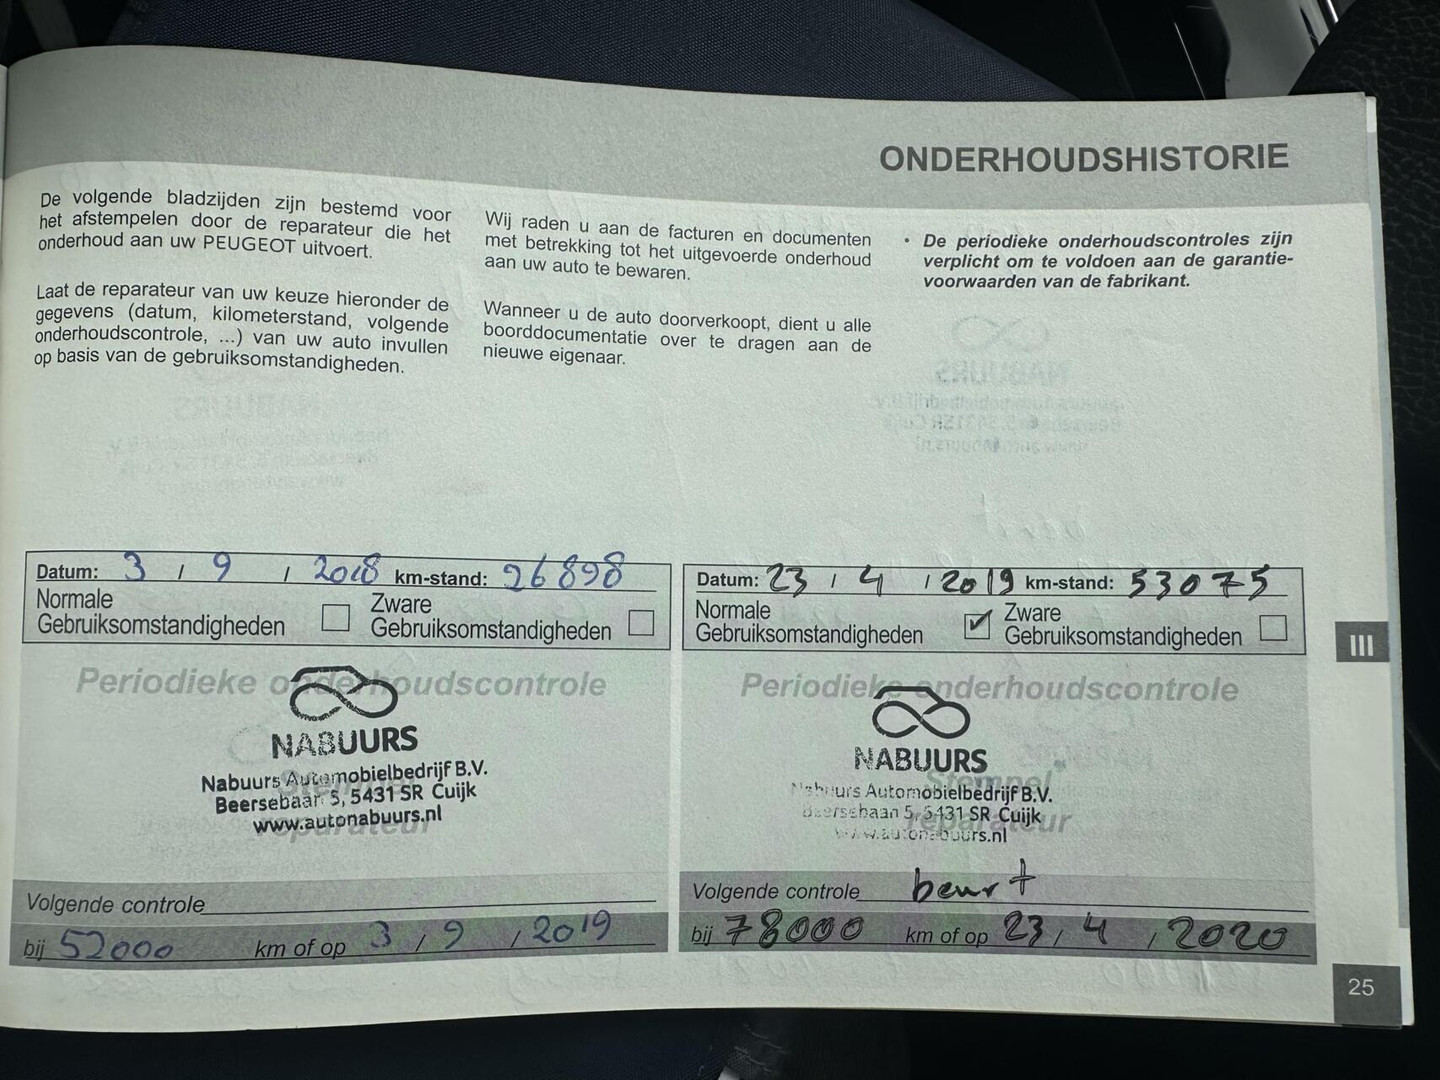 ONDERHOUDSHISTORIE
De volgende bladzijden zijn bestemd voor
het afstempelen door de reparateur die het
onderhoud aan uw PEUGEOT uitvoert.
Laat de reparateur van uw keuze hieronder de
gegevens (datum, kilometerstand, volgende
onderhoudscontrole, ...) van uw auto invullen
op basis van de gebruiksomstandigheden.
Wij raden u aan de facturen en documenten
met betrekking tot het uitgevoerde onderhoud
aan uw auto te bewaren.
Wanneer u de auto doorverkoopt, dient u alle
boorddocumentatie over te dragen aan de
nieuwe eigenaar.
• De periodieke onderhoudscontroles zijn
verplicht om te voldoen aan de garantie-
voorwaarden van de fabrikant.
Datum: 3 / 9 / 2018 km-stand: 26898
Normale
Gebruiksomstandigheden
Zware
Gebruiksomstandigheden
Periodieke onderhoudscontrole
NABUURS
Stempel
Nabuurs Automobielbedrijf B.V.
Beersebaan 5, 5431 SR Cuijk
www.autonabuurs.nl
reparateur
Volgende controle
bij 52000 km of op 3 / 9 / 2019
Datum: 23 / 4 / 2019 km-stand: 53075
Normale
Gebruiksomstandigheden
Zware
Gebruiksomstandigheden
Periodieke onderhoudscontrole
NABUURS
Stempel
Nabuurs Automobielbedrijf B.V.
Beersebaan 5, 5431 SR Cuijk
www.autonabuurs.nl
reparateur
Volgende controle beurt
bij 78000 km of op 23 / 4 / 2020
III
25